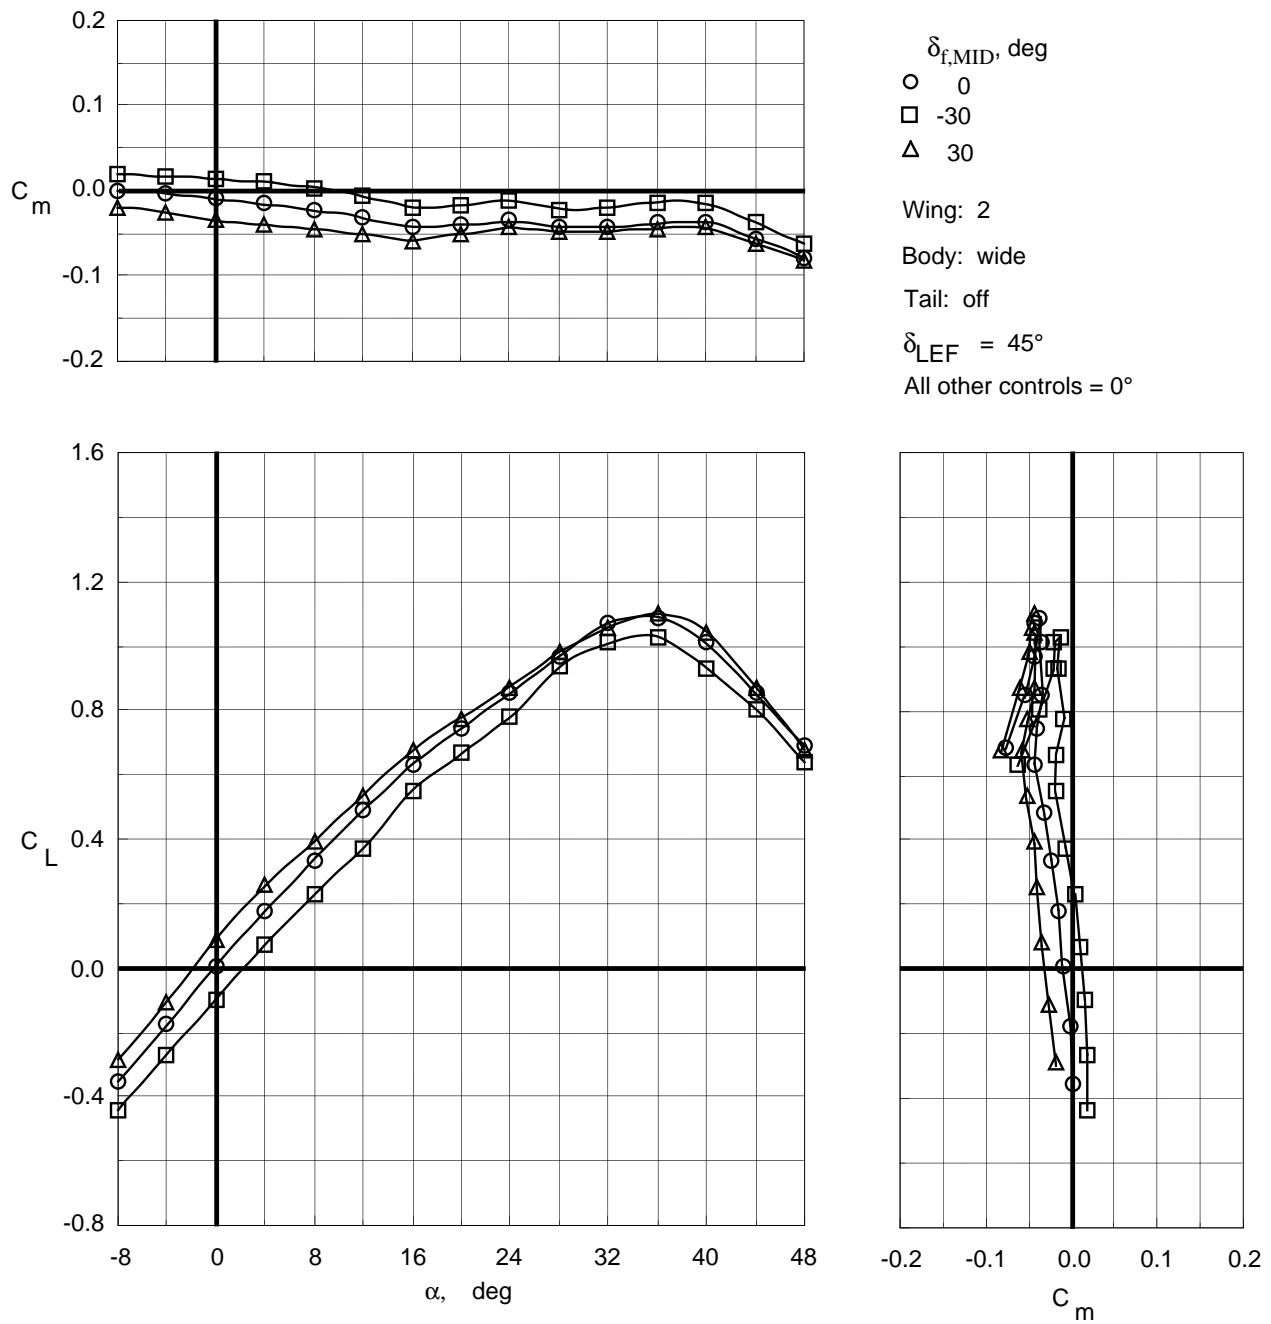 0.2
0.1
0.0
-0.1
-0.2
C m
δf,MID, deg
0
-30
30
Wing: 2
Body: wide
Tail: off
δLEF = 45°
All other controls = 0°
1.6
1.2
0.8
0.4
0.0
-0.4
-0.8
C L
-8 0 8 16 24 32 40 48
α, deg
-0.2 -0.1 0.0 0.1 0.2
C m